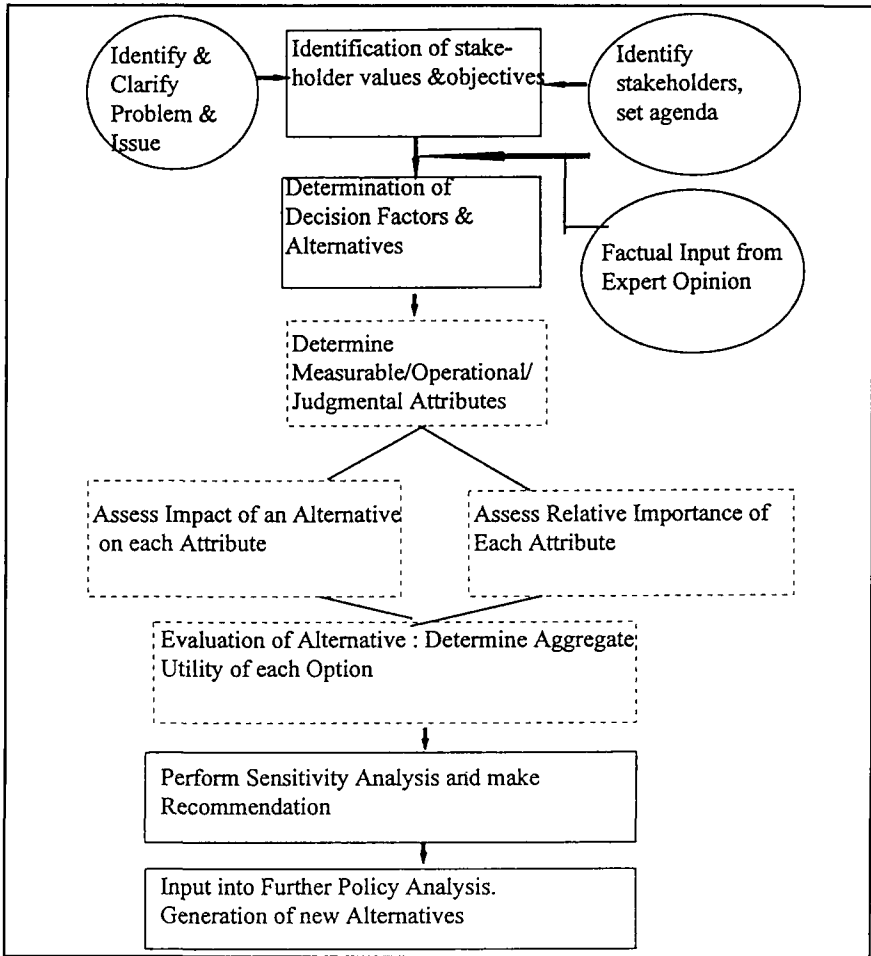 Identify &
Clarify
Problem &
Issue
Identification of stake-
holder values &objectives
Identify
stakeholders,
set agenda
Determination of
Decision Factors &
Alternatives
Factual Input from
Expert Opinion
Determine
Measurable/Operational/
Judgmental Attributes
Assess Impact of an Alternative
on each Attribute
Assess Relative Importance of
Each Attribute
Evaluation of Alternative : Determine Aggregate
Utility of each Option
Perform Sensitivity Analysis and make
Recommendation
Input into Further Policy Analysis.
Generation of new Alternatives